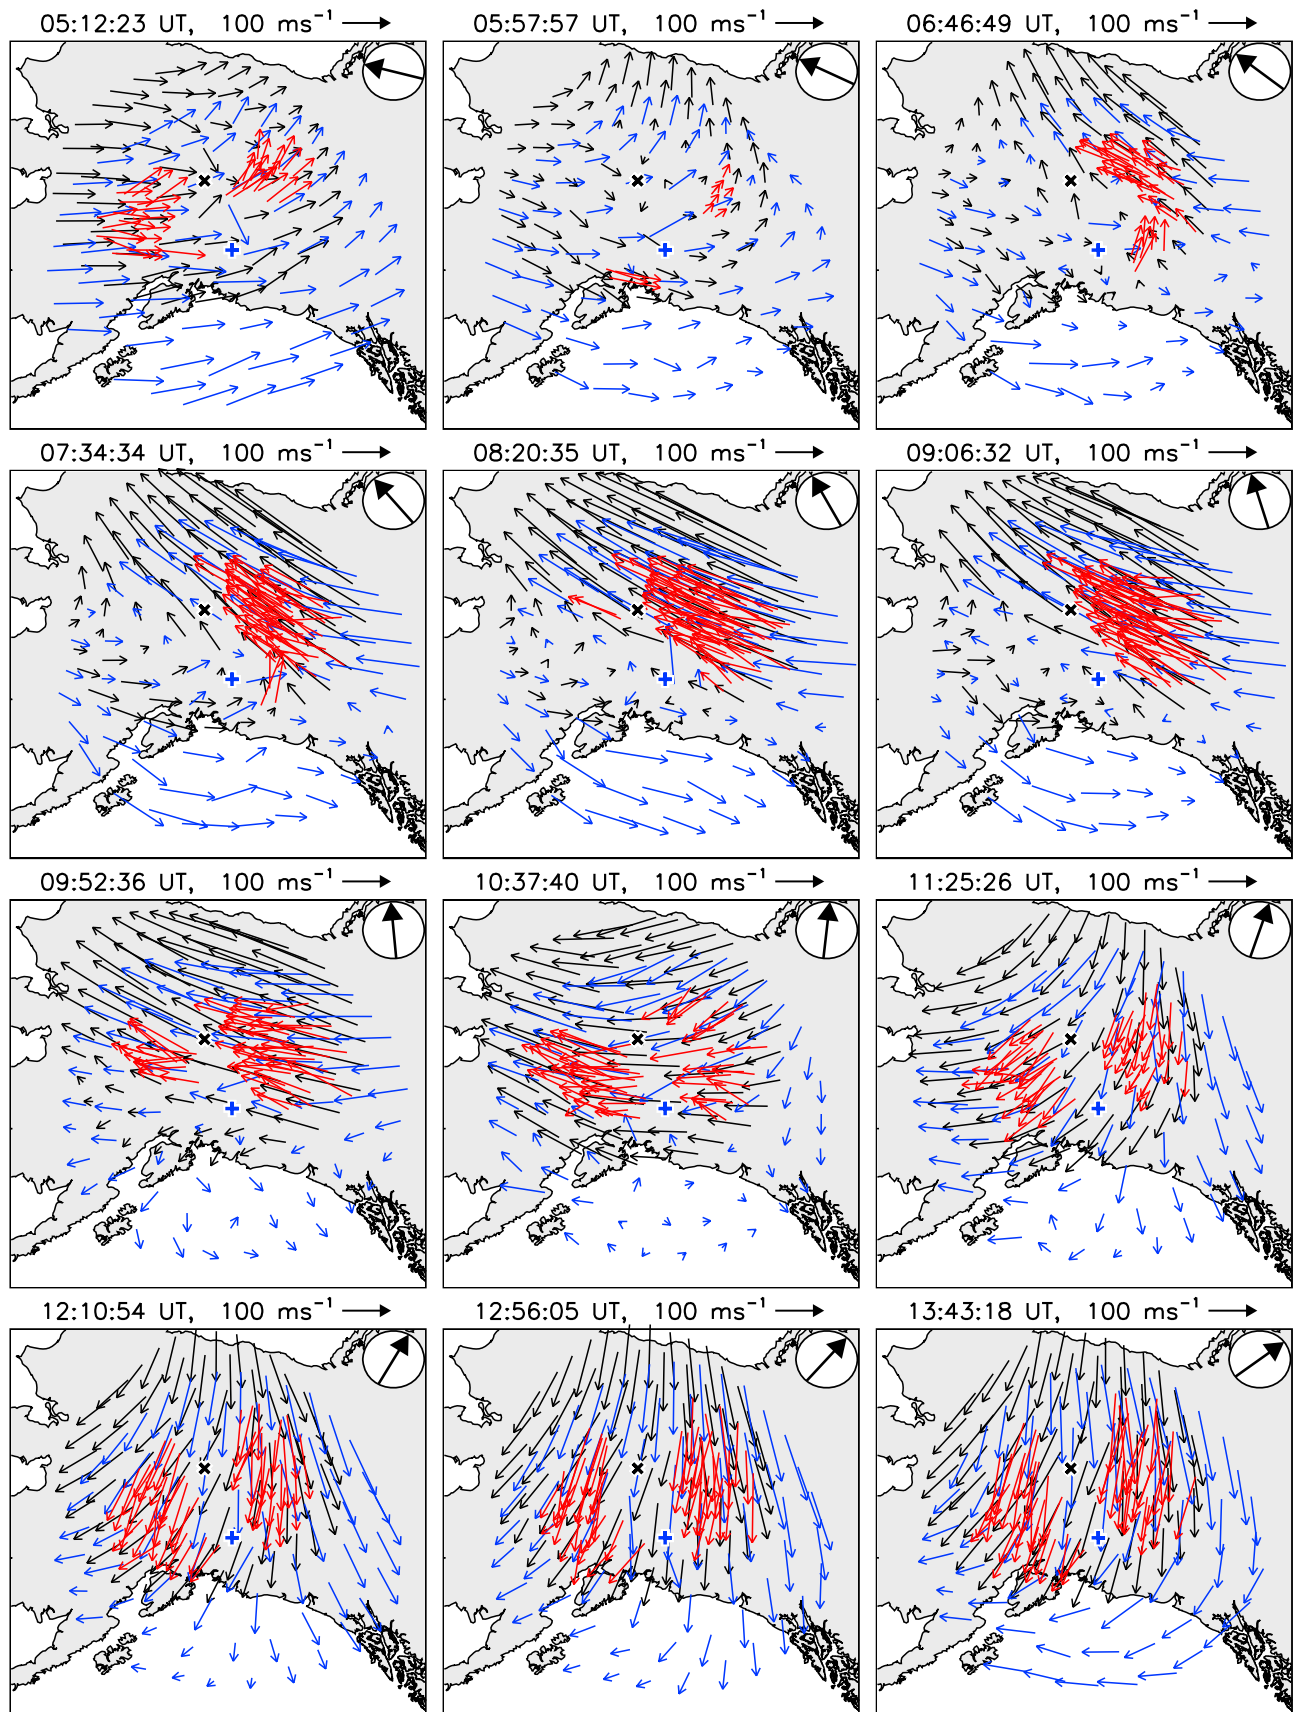 05:12:23 UT, 100 ms⁻¹
05:57:57 UT, 100 ms⁻¹
06:46:49 UT, 100 ms⁻¹
07:34:34 UT, 100 ms⁻¹
08:20:35 UT, 100 ms⁻¹
09:06:32 UT, 100 ms⁻¹
09:52:36 UT, 100 ms⁻¹
10:37:40 UT, 100 ms⁻¹
11:25:26 UT, 100 ms⁻¹
12:10:54 UT, 100 ms⁻¹
12:56:05 UT, 100 ms⁻¹
13:43:18 UT, 100 ms⁻¹